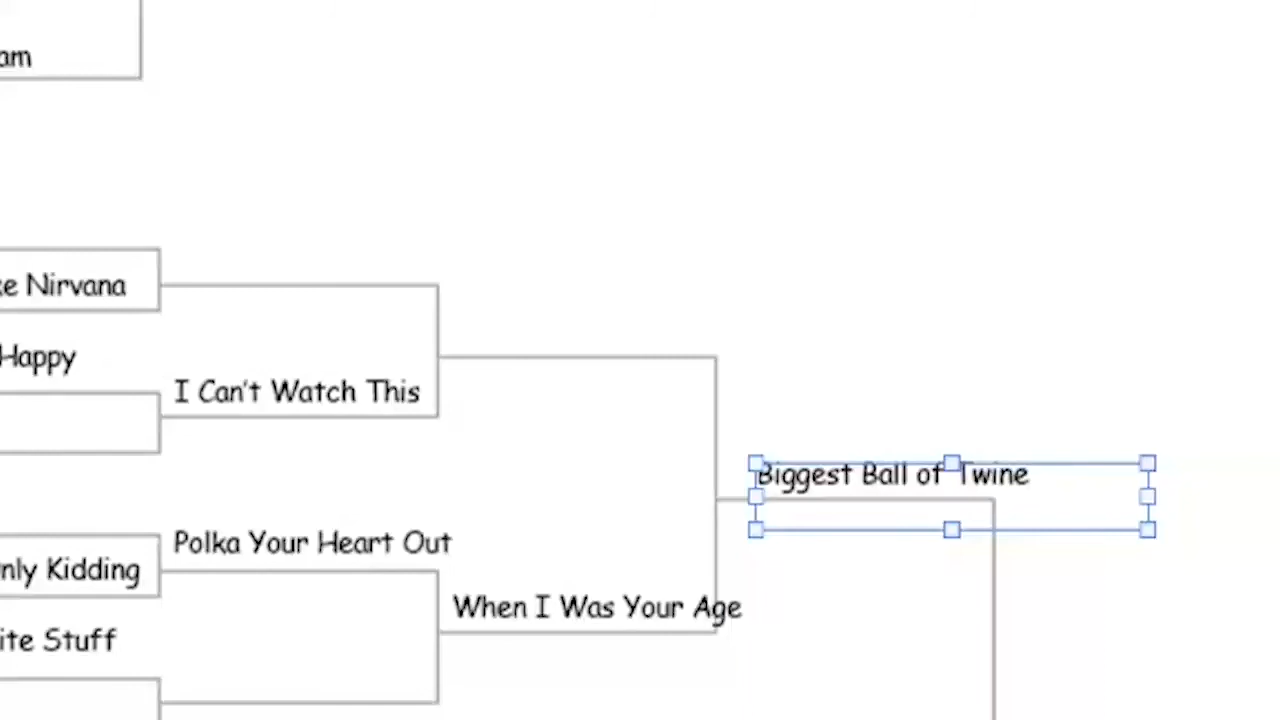 am
ke Nirvana
Happy
I Can't Watch This
Biggest Ball of Twine
Polka Your Heart Out
nly Kidding
When I Was Your Age
ite Stuff